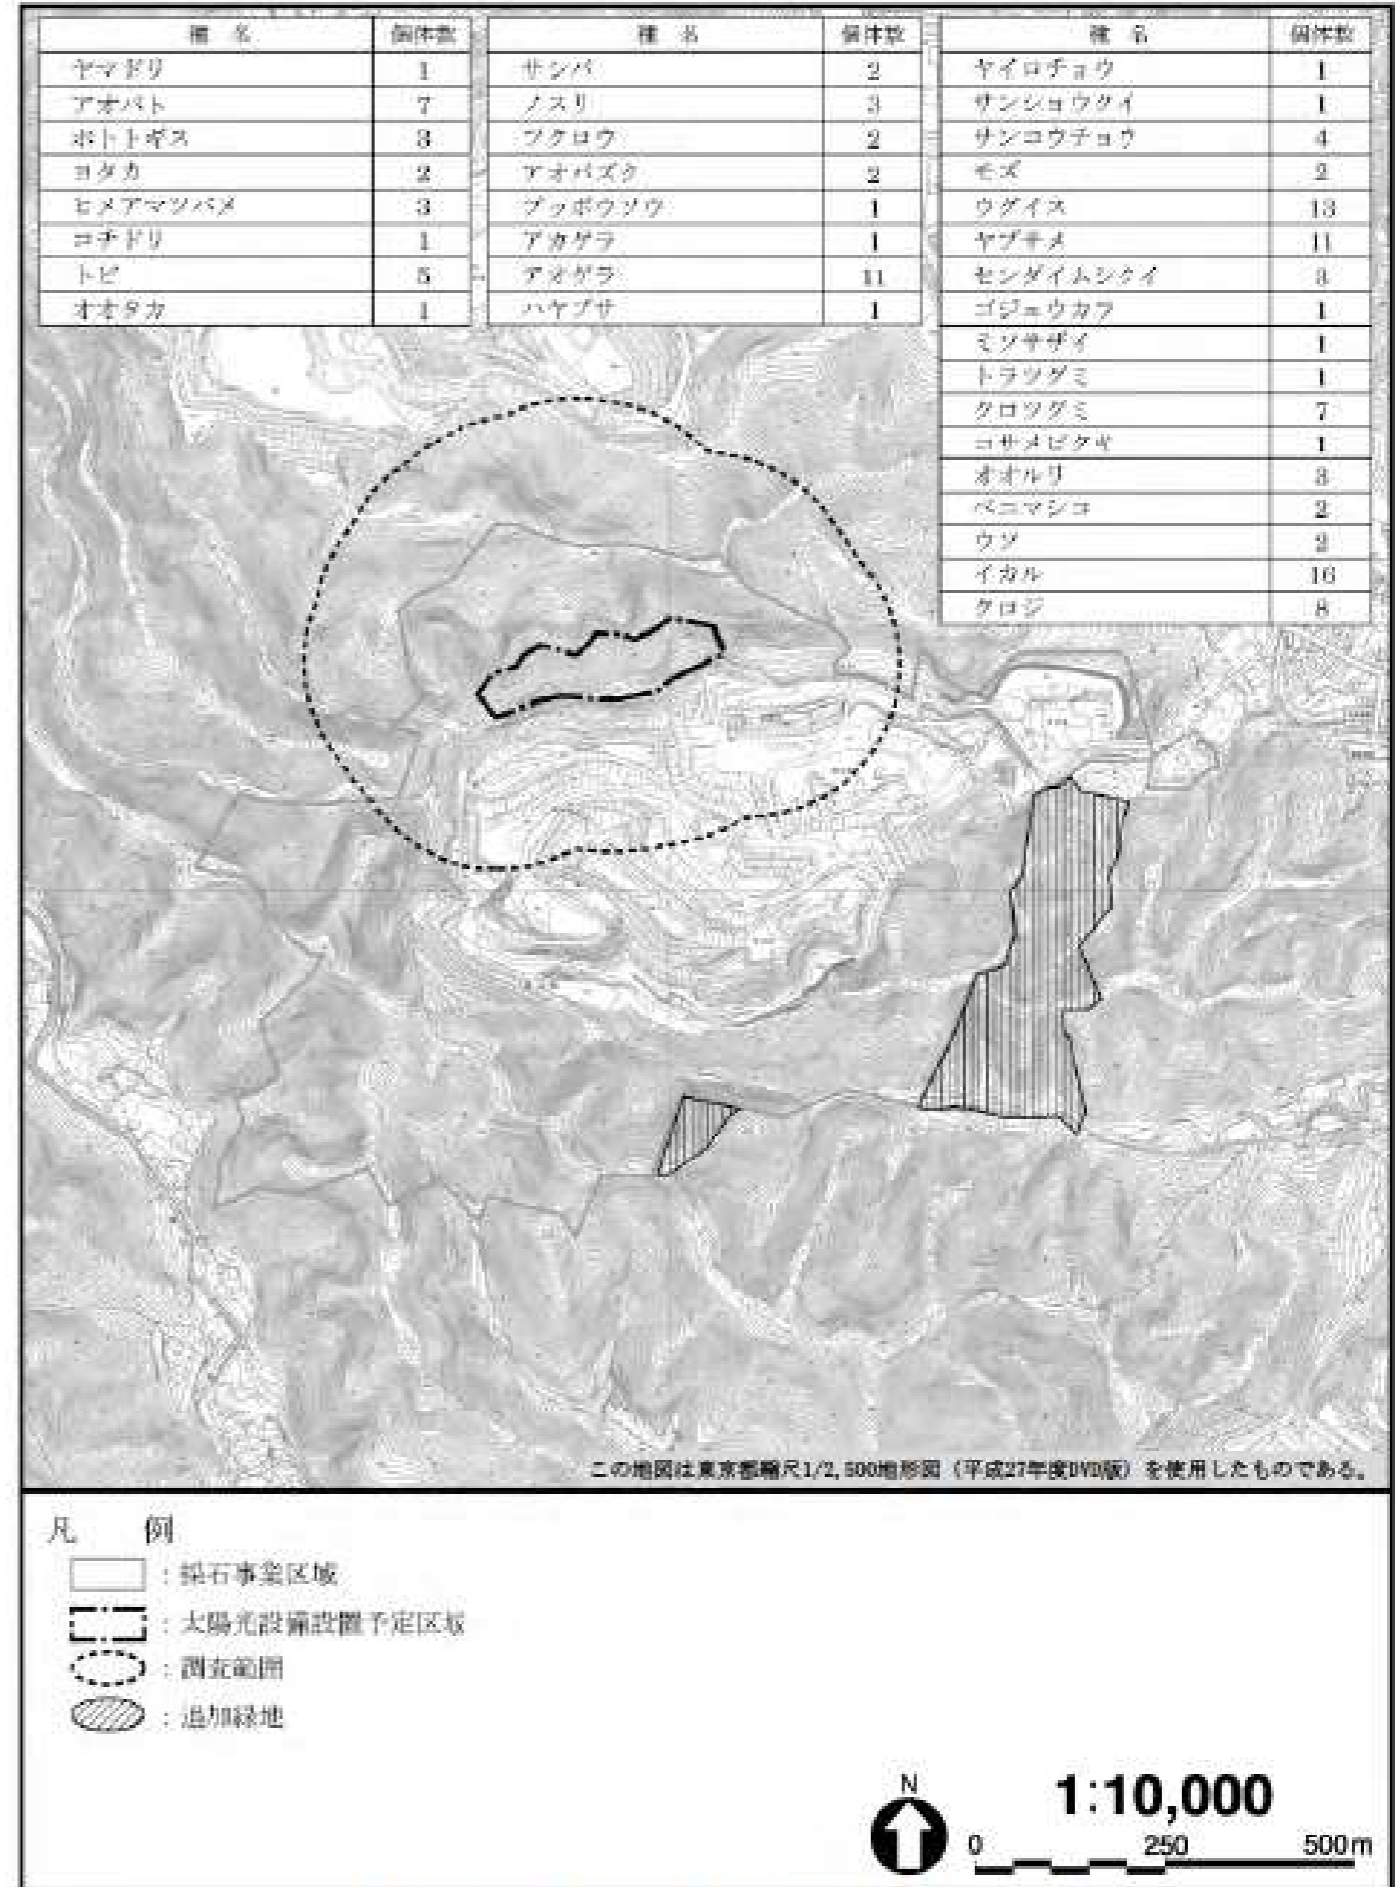 種 名 個体数
ヤマドリ 1
アオバト 7
ホトトギス 3
ヨタカ 2
ヒメアマツバメ 3
コチドリ 1
トビ 5
オオタカ 1
種 名 個体数
サシバ 2
ノスリ 3
フクロウ 2
アオバズク 2
ブッポウソウ 1
アカゲラ 1
アオゲラ 11
ハヤブサ 1
種 名 個体数
ヤイロチョウ 1
サンショウクイ 1
サンコウチョウ 4
モズ 2
ウグイス 13
ヤブサメ 11
センダイムシクイ 3
ゴジュウカラ 1
ミソサザイ 1
トラツグミ 1
クロツグミ 7
コサメビタキ 1
オオルリ 3
ベニマシコ 2
ウソ 2
イカル 16
クロジ 8
この地図は東京都縮尺1/2,500地形図（平成27年度DVD版）を使用したものである。
凡 例
：採石事業区域
：太陽光設備設置予定区域
：調査範囲
：追加緑地
N
1:10,000
0 250 500m